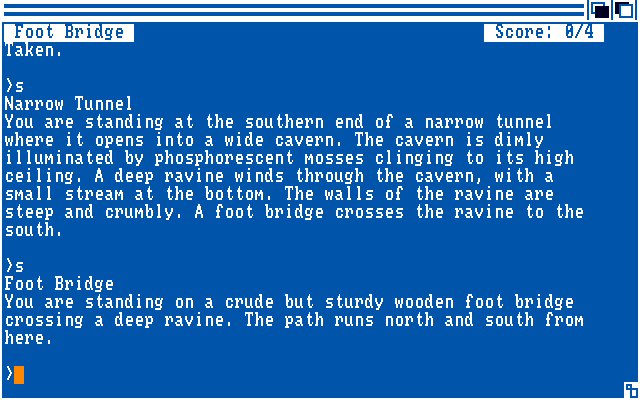 Foot Bridge Score: 0/4
Taken.
>s
Narrow Tunnel
You are standing at the southern end of a narrow tunnel
where it opens into a wide cavern. The cavern is dimly
illuminated by phosphorescent mosses clinging to its high
ceiling. A deep ravine winds through the cavern, with a
small stream at the bottom. The walls of the ravine are
steep and crumbly. A foot bridge crosses the ravine to the
south.
>s
Foot Bridge
You are standing on a crude but sturdy wooden foot bridge
crossing a deep ravine. The path runs north and south from
here.
>